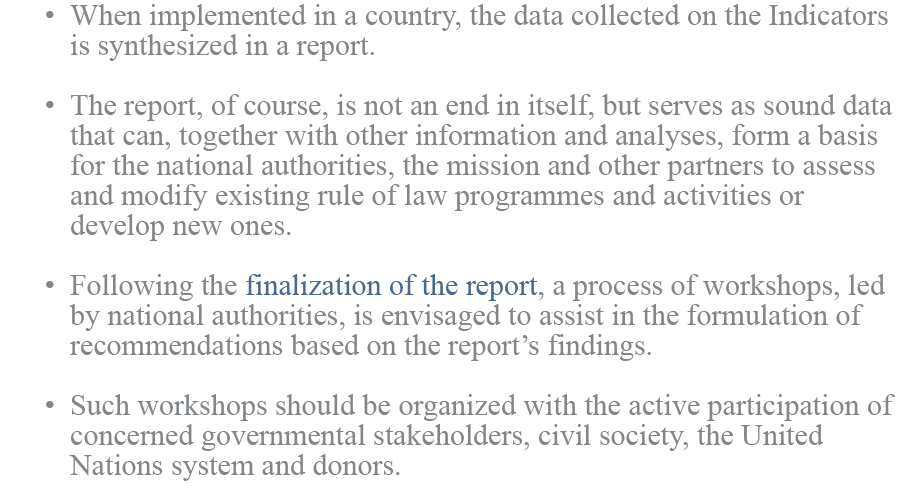 • When implemented in a country, the data collected on the Indicators
is synthesized in a report.
• The report, of course, is not an end in itself, but serves as sound data
that can, together with other information and analyses, form a basis
for the national authorities, the mission and other partners to assess
and modify existing rule of law programmes and activities or
develop new ones.
• Following the finalization of the report, a process of workshops, led
by national authorities, is envisaged to assist in the formulation of
recommendations based on the report’s findings.
• Such workshops should be organized with the active participation of
concerned governmental stakeholders, civil society, the United
Nations system and donors.